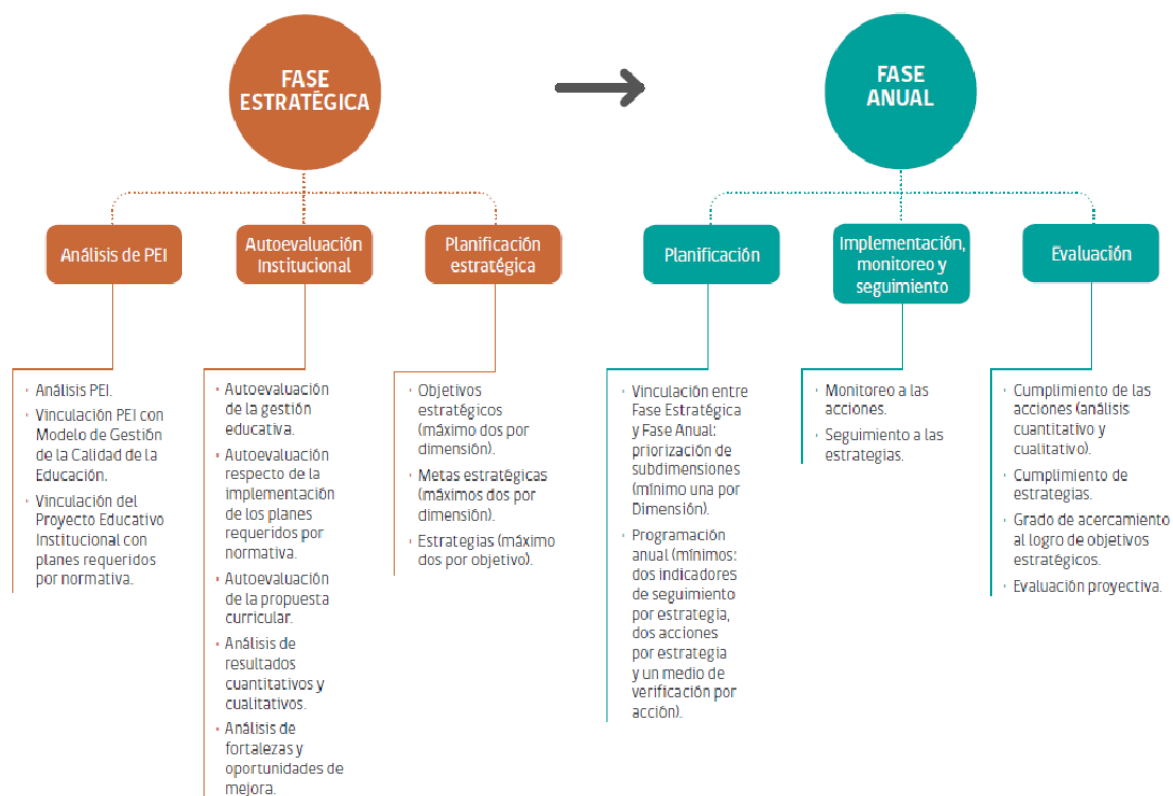 FASE
ESTRATÉGICA
FASE
ANUAL
Análisis de PEI
Autoevaluación
Institucional
Planificación
estratégica
Planificación
Implementación,
monitoreo y
seguimiento
Evaluación
· Análisis PEI.
· Vinculación PEI con
Modelo de Gestión
de la Calidad de la
Educación.
· Vinculación del
Proyecto Educativo
Institucional con
planes requeridos
por normativa.
· Autoevaluación
de la gestión
educativa.
· Autoevaluación
respecto de la
implementación
de los planes
requeridos por
normativa.
· Autoevaluación
de la propuesta
curricular.
· Análisis de
resultados
cuantitativos y
cualitativos.
· Análisis de
fortalezas y
oportunidades de
mejora.
· Objetivos
estratégicos
(máximo dos por
dimensión).
· Metas estratégicas
(máximos dos por
dimensión).
· Estrategias (máximo
dos por objetivo).
· Vinculación entre
Fase Estratégica
y Fase Anual:
priorización de
subdimensiones
(mínimo una por
Dimensión).
· Programación
anual (mínimos:
dos indicadores
de seguimiento
por estrategia,
dos acciones
por estrategia
y un medio de
verificación por
acción).
· Monitoreo a las
acciones.
· Seguimiento a las
estrategias.
· Cumplimiento de las
acciones (análisis
cuantitativo y
cualitativo).
· Cumplimiento de
estrategias.
· Grado de acercamiento
al logro de objetivos
estratégicos.
· Evaluación proyectiva.